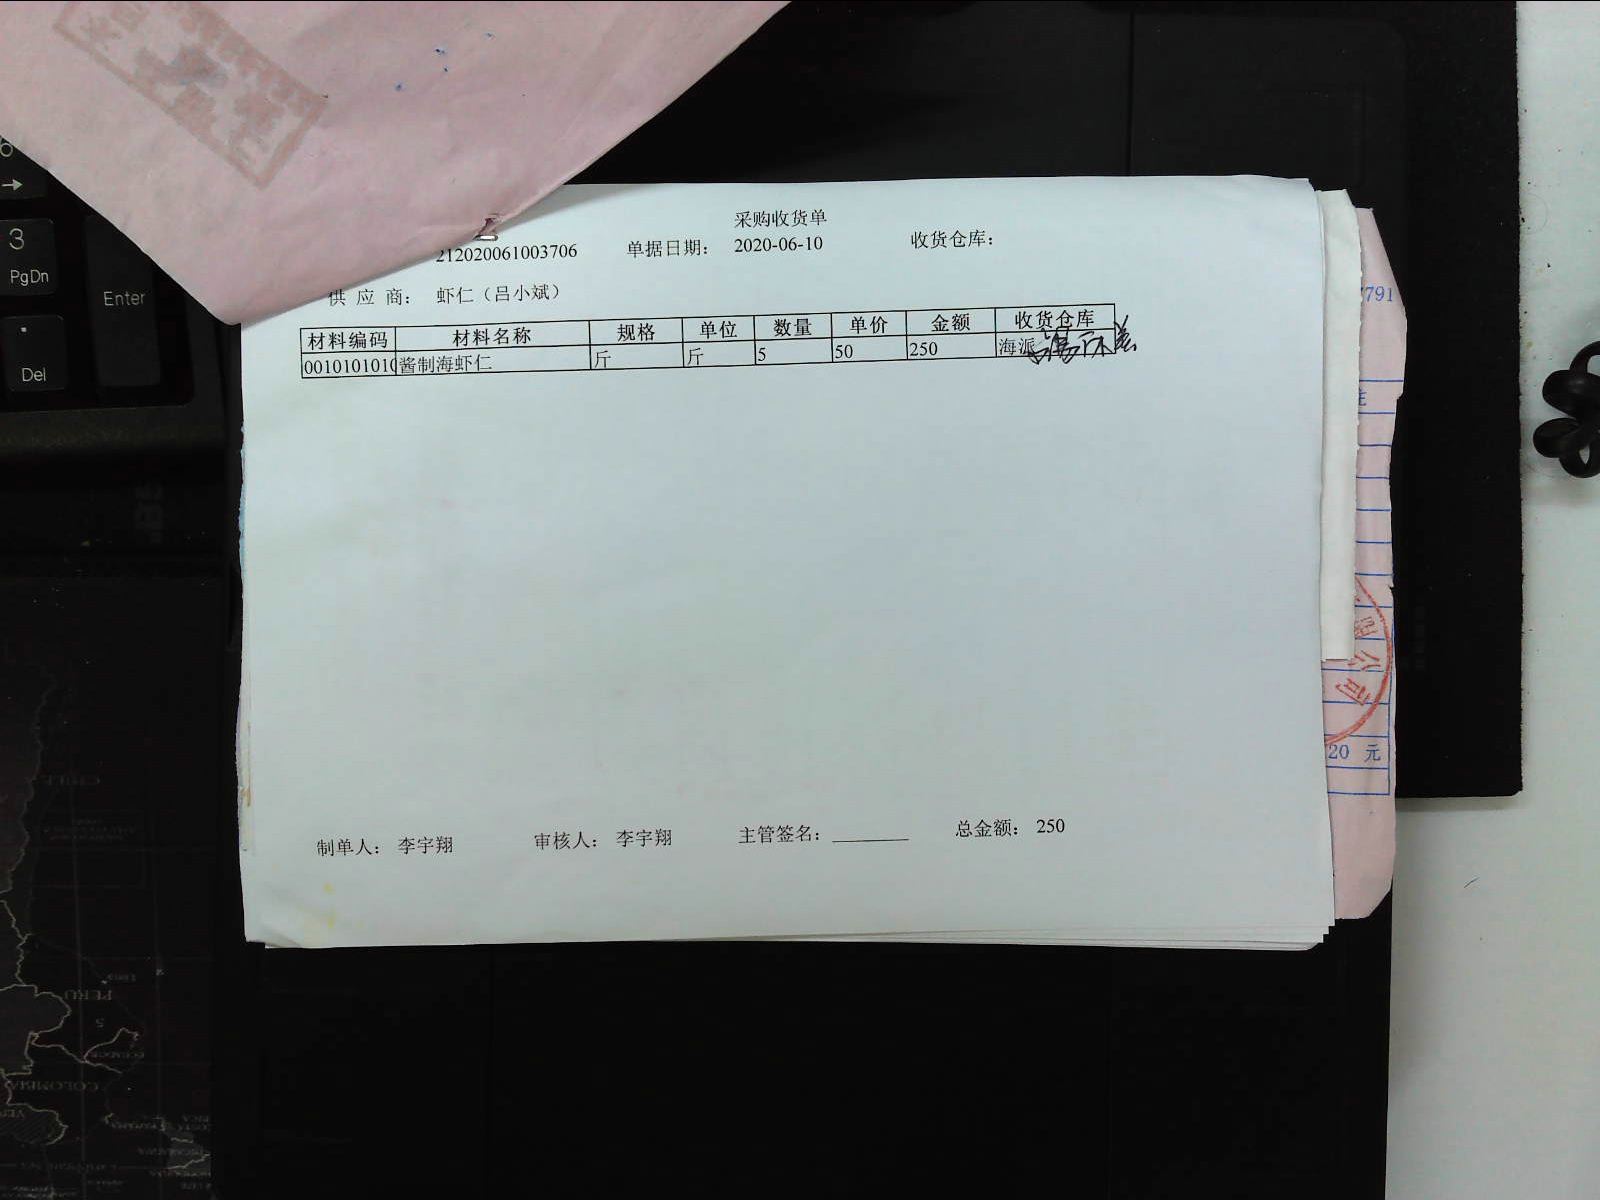 采购收货单
212020061003706 单据日期： 2020-06-10 收货仓库：
供 应 商： 虾仁（吕小斌）
材料编码 材料名称 规格 单位 数量 单价 金额 收货仓库
0010101010 酱制海虾仁 斤 斤 5 50 250 海派
制单人： 李宇翔 审核人： 李宇翔 主管签名： 总金额： 250
7791
20 元
公司
6
3
PgDn
Enter
Del